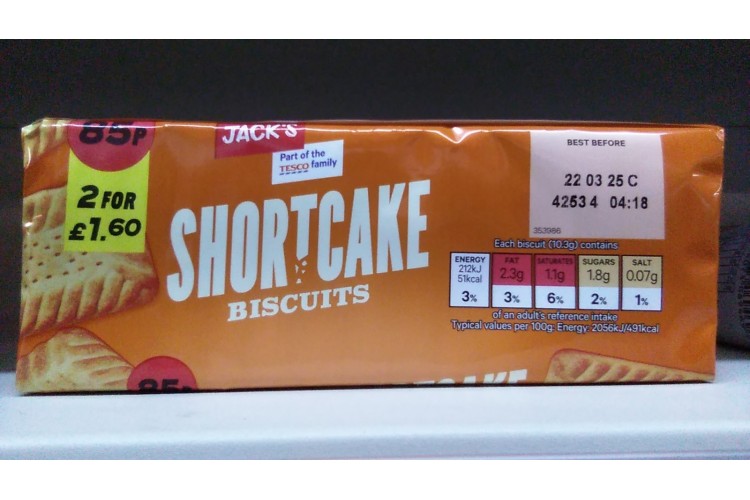 85P
2 FOR
£1.60
JACK'S
Part of the
TESCO family
SHORTCAKE
BISCUITS
BEST BEFORE
22 03 25 C
42534 04:18
353986
Each biscuit (10.3g) contains
ENERGY FAT SATURATES SUGARS SALT
212kJ 2.3g 1.1g 1.8g 0.07g
51kcal
3% 3% 6% 2% 1%
of an adult's reference intake
Typical values per 100g: Energy 2056kJ/491kcal
85P